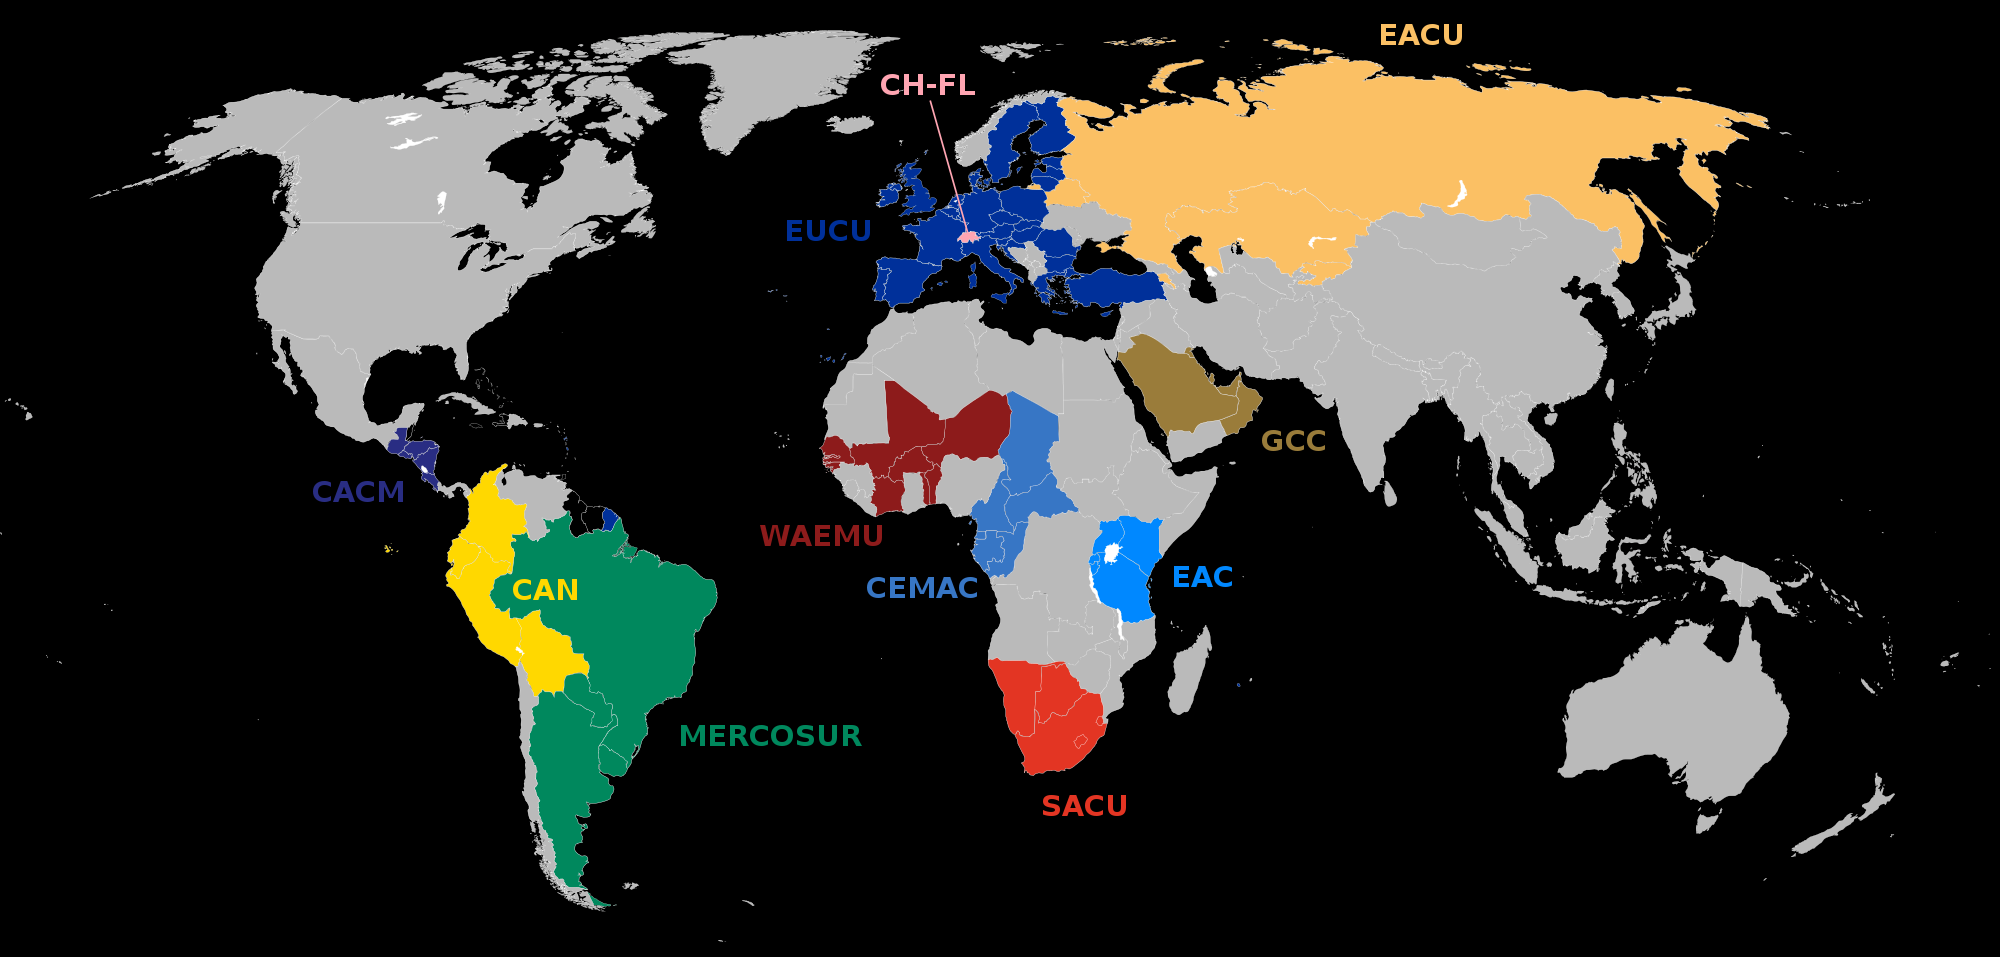 EACU
CH-FL
EUCU
GCC
CACM
WAEMU
EAC
CEMAC
CAN
MERCOSUR
SACU